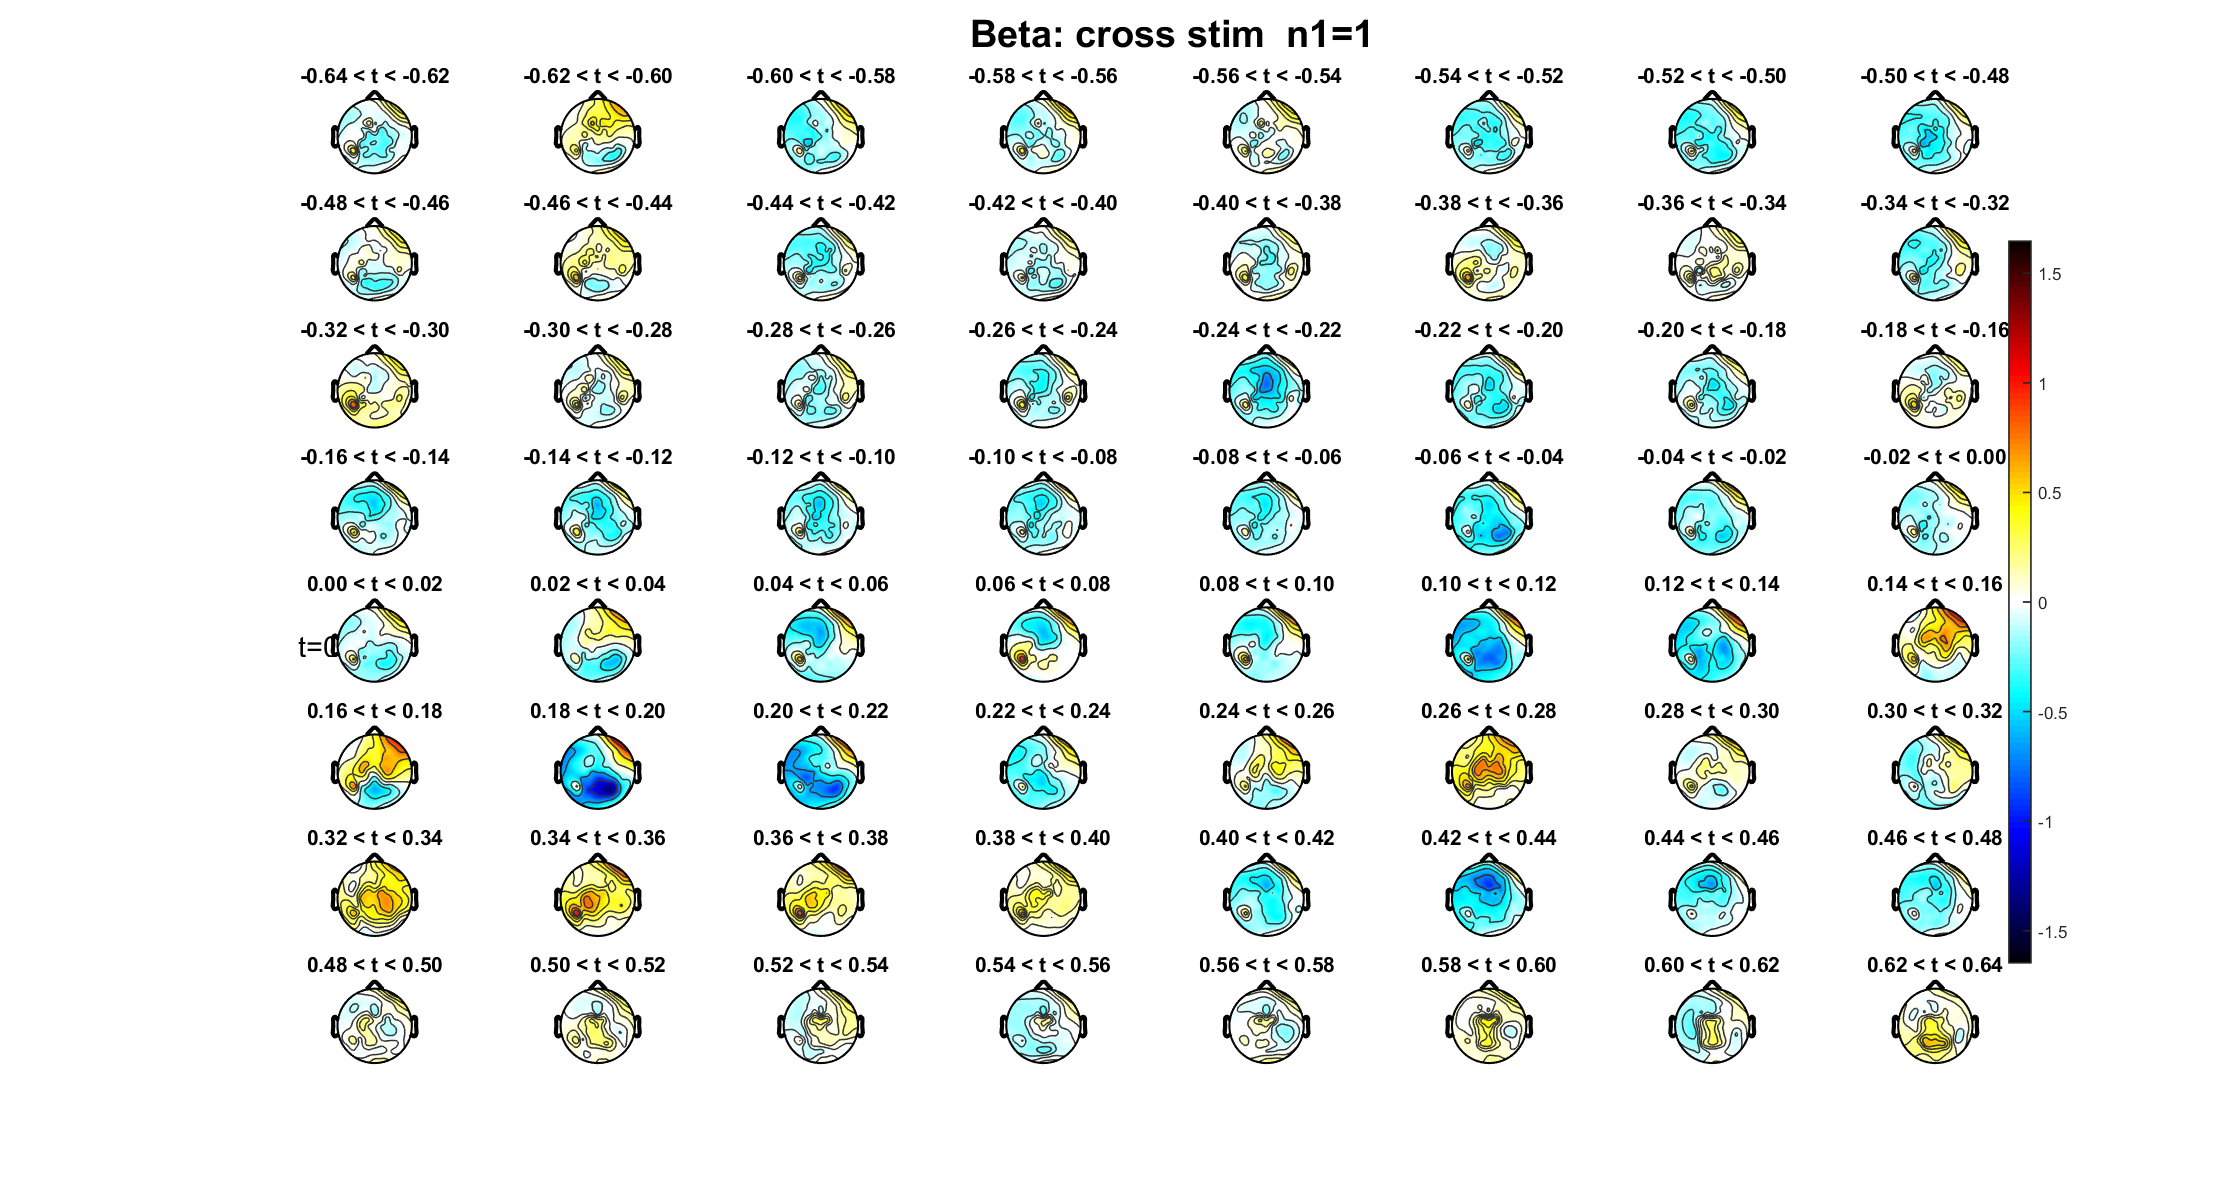 Beta: cross stim  n1=1
-0.64 < t < -0.62
-0.62 < t < -0.60
-0.60 < t < -0.58
-0.58 < t < -0.56
-0.56 < t < -0.54
-0.54 < t < -0.52
-0.52 < t < -0.50
-0.50 < t < -0.48
-0.48 < t < -0.46
-0.46 < t < -0.44
-0.44 < t < -0.42
-0.42 < t < -0.40
-0.40 < t < -0.38
-0.38 < t < -0.36
-0.36 < t < -0.34
-0.34 < t < -0.32
-0.32 < t < -0.30
-0.30 < t < -0.28
-0.28 < t < -0.26
-0.26 < t < -0.24
-0.24 < t < -0.22
-0.22 < t < -0.20
-0.20 < t < -0.18
-0.18 < t < -0.16
-0.16 < t < -0.14
-0.14 < t < -0.12
-0.12 < t < -0.10
-0.10 < t < -0.08
-0.08 < t < -0.06
-0.06 < t < -0.04
-0.04 < t < -0.02
-0.02 < t < 0.00
0.00 < t < 0.02
0.02 < t < 0.04
0.04 < t < 0.06
0.06 < t < 0.08
0.08 < t < 0.10
0.10 < t < 0.12
0.12 < t < 0.14
0.14 < t < 0.16
t=0
0.16 < t < 0.18
0.18 < t < 0.20
0.20 < t < 0.22
0.22 < t < 0.24
0.24 < t < 0.26
0.26 < t < 0.28
0.28 < t < 0.30
0.30 < t < 0.32
0.32 < t < 0.34
0.34 < t < 0.36
0.36 < t < 0.38
0.38 < t < 0.40
0.40 < t < 0.42
0.42 < t < 0.44
0.44 < t < 0.46
0.46 < t < 0.48
0.48 < t < 0.50
0.50 < t < 0.52
0.52 < t < 0.54
0.54 < t < 0.56
0.56 < t < 0.58
0.58 < t < 0.60
0.60 < t < 0.62
0.62 < t < 0.64
1.5
1
0.5
0
-0.5
-1
-1.5